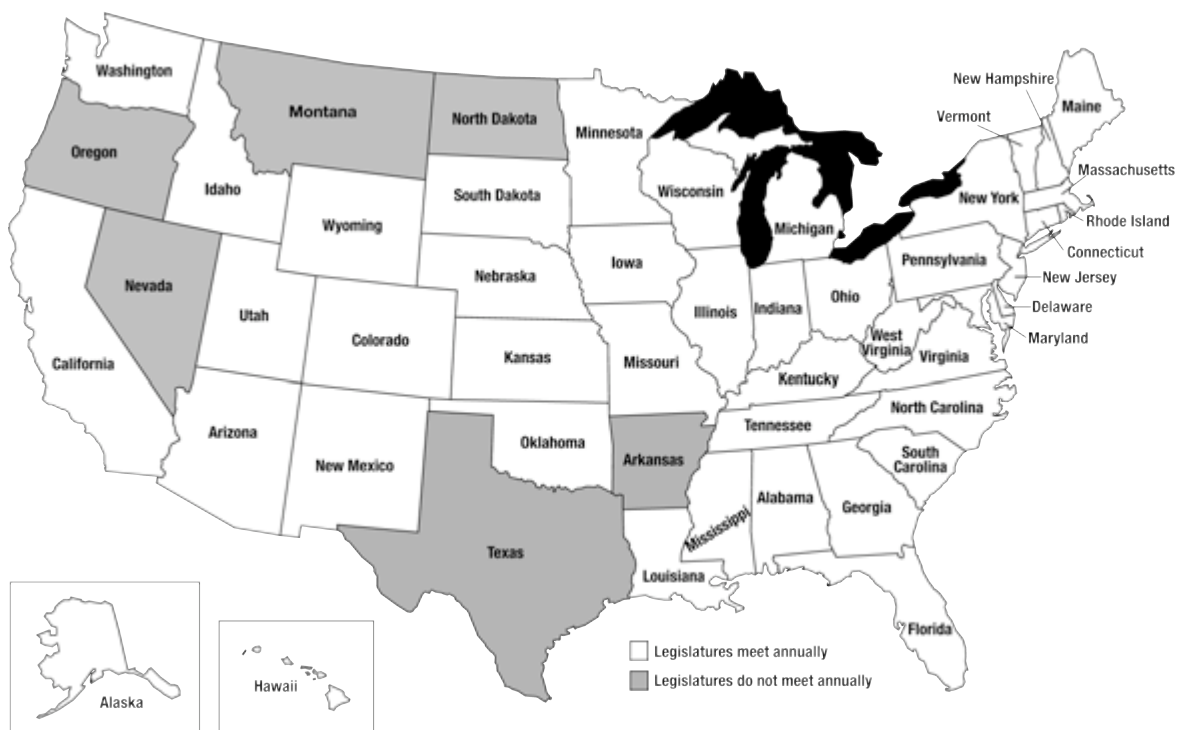 New Hampshire
Washington
Montana
Maine
North Dakota
Vermont
Minnesota
Oregon
Massachusetts
Idaho
South Dakota
Wisconsin
New York
Wyoming
Michigan
Rhode Island
Connecticut
Iowa
Pennsylvania
Nebraska
New Jersey
Nevada
Ohio
Indiana
Illinois
Delaware
Utah
Colorado
West
Virginia
Maryland
Virginia
Kansas
Missouri
California
Kentucky
North Carolina
Arizona
Tennessee
Oklahoma
South
Carolina
New Mexico
Arkansas
Alabama
Georgia
Mississippi
Texas
Louisiana
Florida
Legislatures meet annually
Legislatures do not meet annually
Hawaii
Alaska